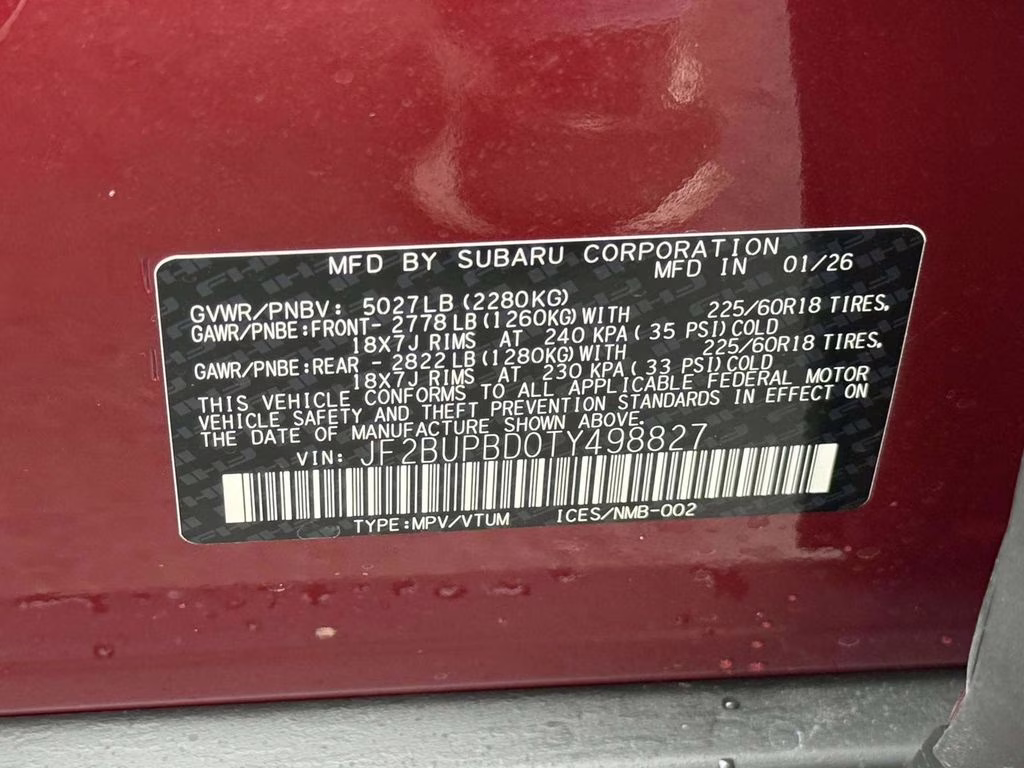 MFD BY SUBARU CORPORATION
MFD IN 01/26
GVWR/PNBV: 5027LB (2280KG)
GAWR/PNBE:FRONT- 2778LB (1260KG) WITH 225/60R18 TIRES,
18X7J RIMS AT 240 KPA (35 PSI) COLD
GAWR/PNBE:REAR - 2822LB (1280KG) WITH 225/60R18 TIRES,
18X7J RIMS AT 230 KPA (33 PSI) COLD
THIS VEHICLE CONFORMS TO ALL APPLICABLE FEDERAL MOTOR
VEHICLE SAFETY AND THEFT PREVENTION STANDARDS IN EFFECT ON
THE DATE OF MANUFACTURE SHOWN ABOVE.
VIN: JF2BUPBD0TY498827
TYPE:MPV/VTUM ICES/NMB-002